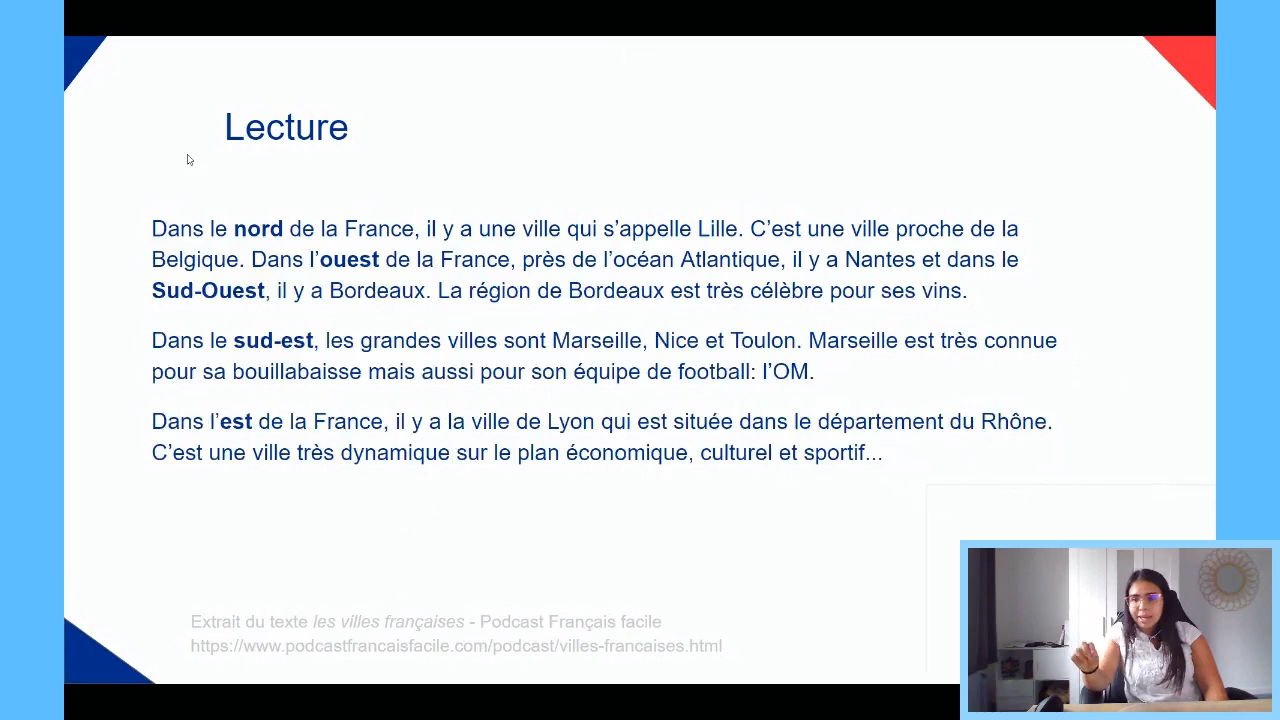 Lecture
Dans le nord de la France, il y a une ville qui s’appelle Lille. C’est une ville proche de la
Belgique. Dans l’ouest de la France, près de l’océan Atlantique, il y a Nantes et dans le
Sud-Ouest, il y a Bordeaux. La région de Bordeaux est très célèbre pour ses vins.
Dans le sud-est, les grandes villes sont Marseille, Nice et Toulon. Marseille est très connue
pour sa bouillabaisse mais aussi pour son équipe de football: l’OM.
Dans l’est de la France, il y a la ville de Lyon qui est située dans le département du Rhône.
C’est une ville très dynamique sur le plan économique, culturel et sportif...
Extrait du texte les villes françaises - Podcast Français facile
https://www.podcastfrancaisfacile.com/podcast/villes-francaises.html